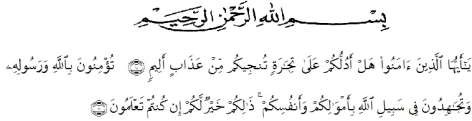 بِسْمِ اللَّهِ الرَّحْمَٰنِ الرَّحِيمِ
يَٰٓأَيُّهَا ٱلَّذِينَ ءَامَنُوا۟ هَلْ أَدُلُّكُمْ عَلَىٰ تِجَٰرَةٍ تُنجِيكُم مِّنْ عَذَابٍ أَلِيمٍ ۝ تُؤْمِنُونَ بِٱللَّهِ وَرَسُولِهِۦ
وَتُجَٰهِدُونَ فِى سَبِيلِ ٱللَّهِ بِأَمْوَٰلِكُمْ وَأَنفُسِكُمْ ۚ ذَٰلِكُمْ خَيْرٌ لَّكُمْ إِن كُنتُمْ تَعْلَمُونَ ۝